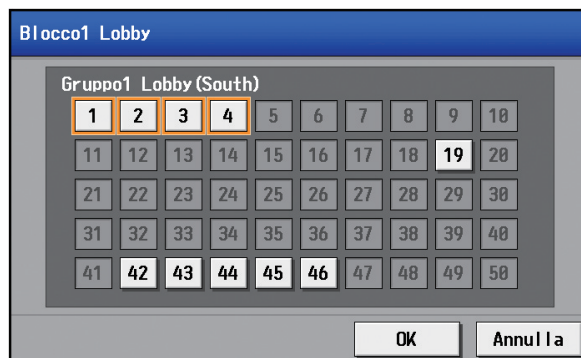 Blocco1 Lobby
Gruppo1 Lobby(South)
1 2 3 4 5 6 7 8 9 10
11 12 13 14 15 16 17 18 19 20
21 22 23 24 25 26 27 28 29 30
31 32 33 34 35 36 37 38 39 40
41 42 43 44 45 46 47 48 49 50
OK Annulla